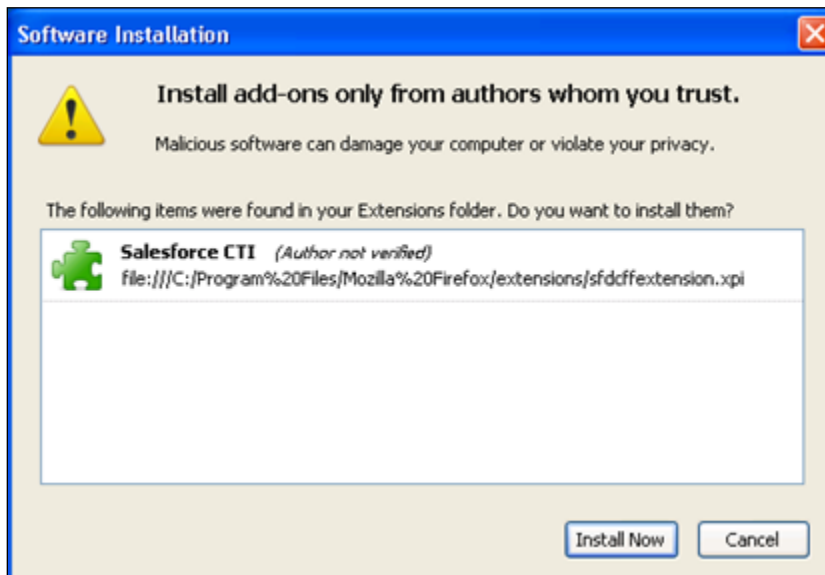 Software Installation
Install add-ons only from authors whom you trust.
Malicious software can damage your computer or violate your privacy.
The following items were found in your Extensions folder. Do you want to install them?
Salesforce CTI (Author not verified)
file:///C:/Program%20Files/Mozilla%20Firefox/extensions/sfdcffextension.xpi
Install Now Cancel